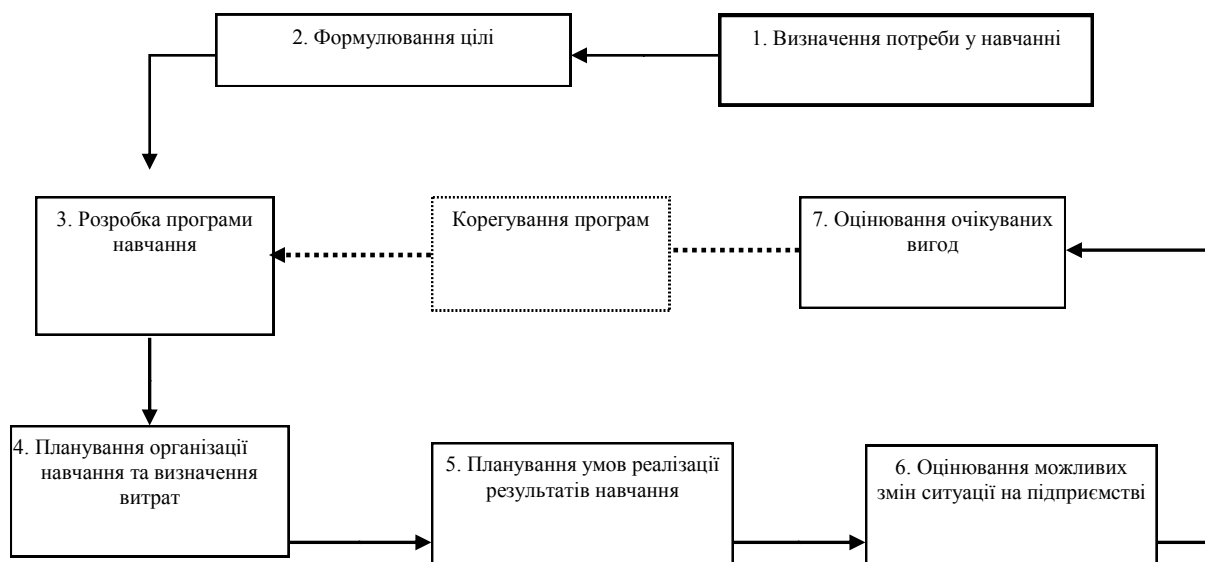 2. Формулювання цілі
1. Визначення потреби у навчанні
3. Розробка програми
навчання
Корегування програм
7. Оцінювання очікуваних
вигод
4. Планування організації
навчання та визначення
витрат
5. Планування умов реалізації
результатів навчання
6. Оцінювання можливих
змін ситуації на підприємстві